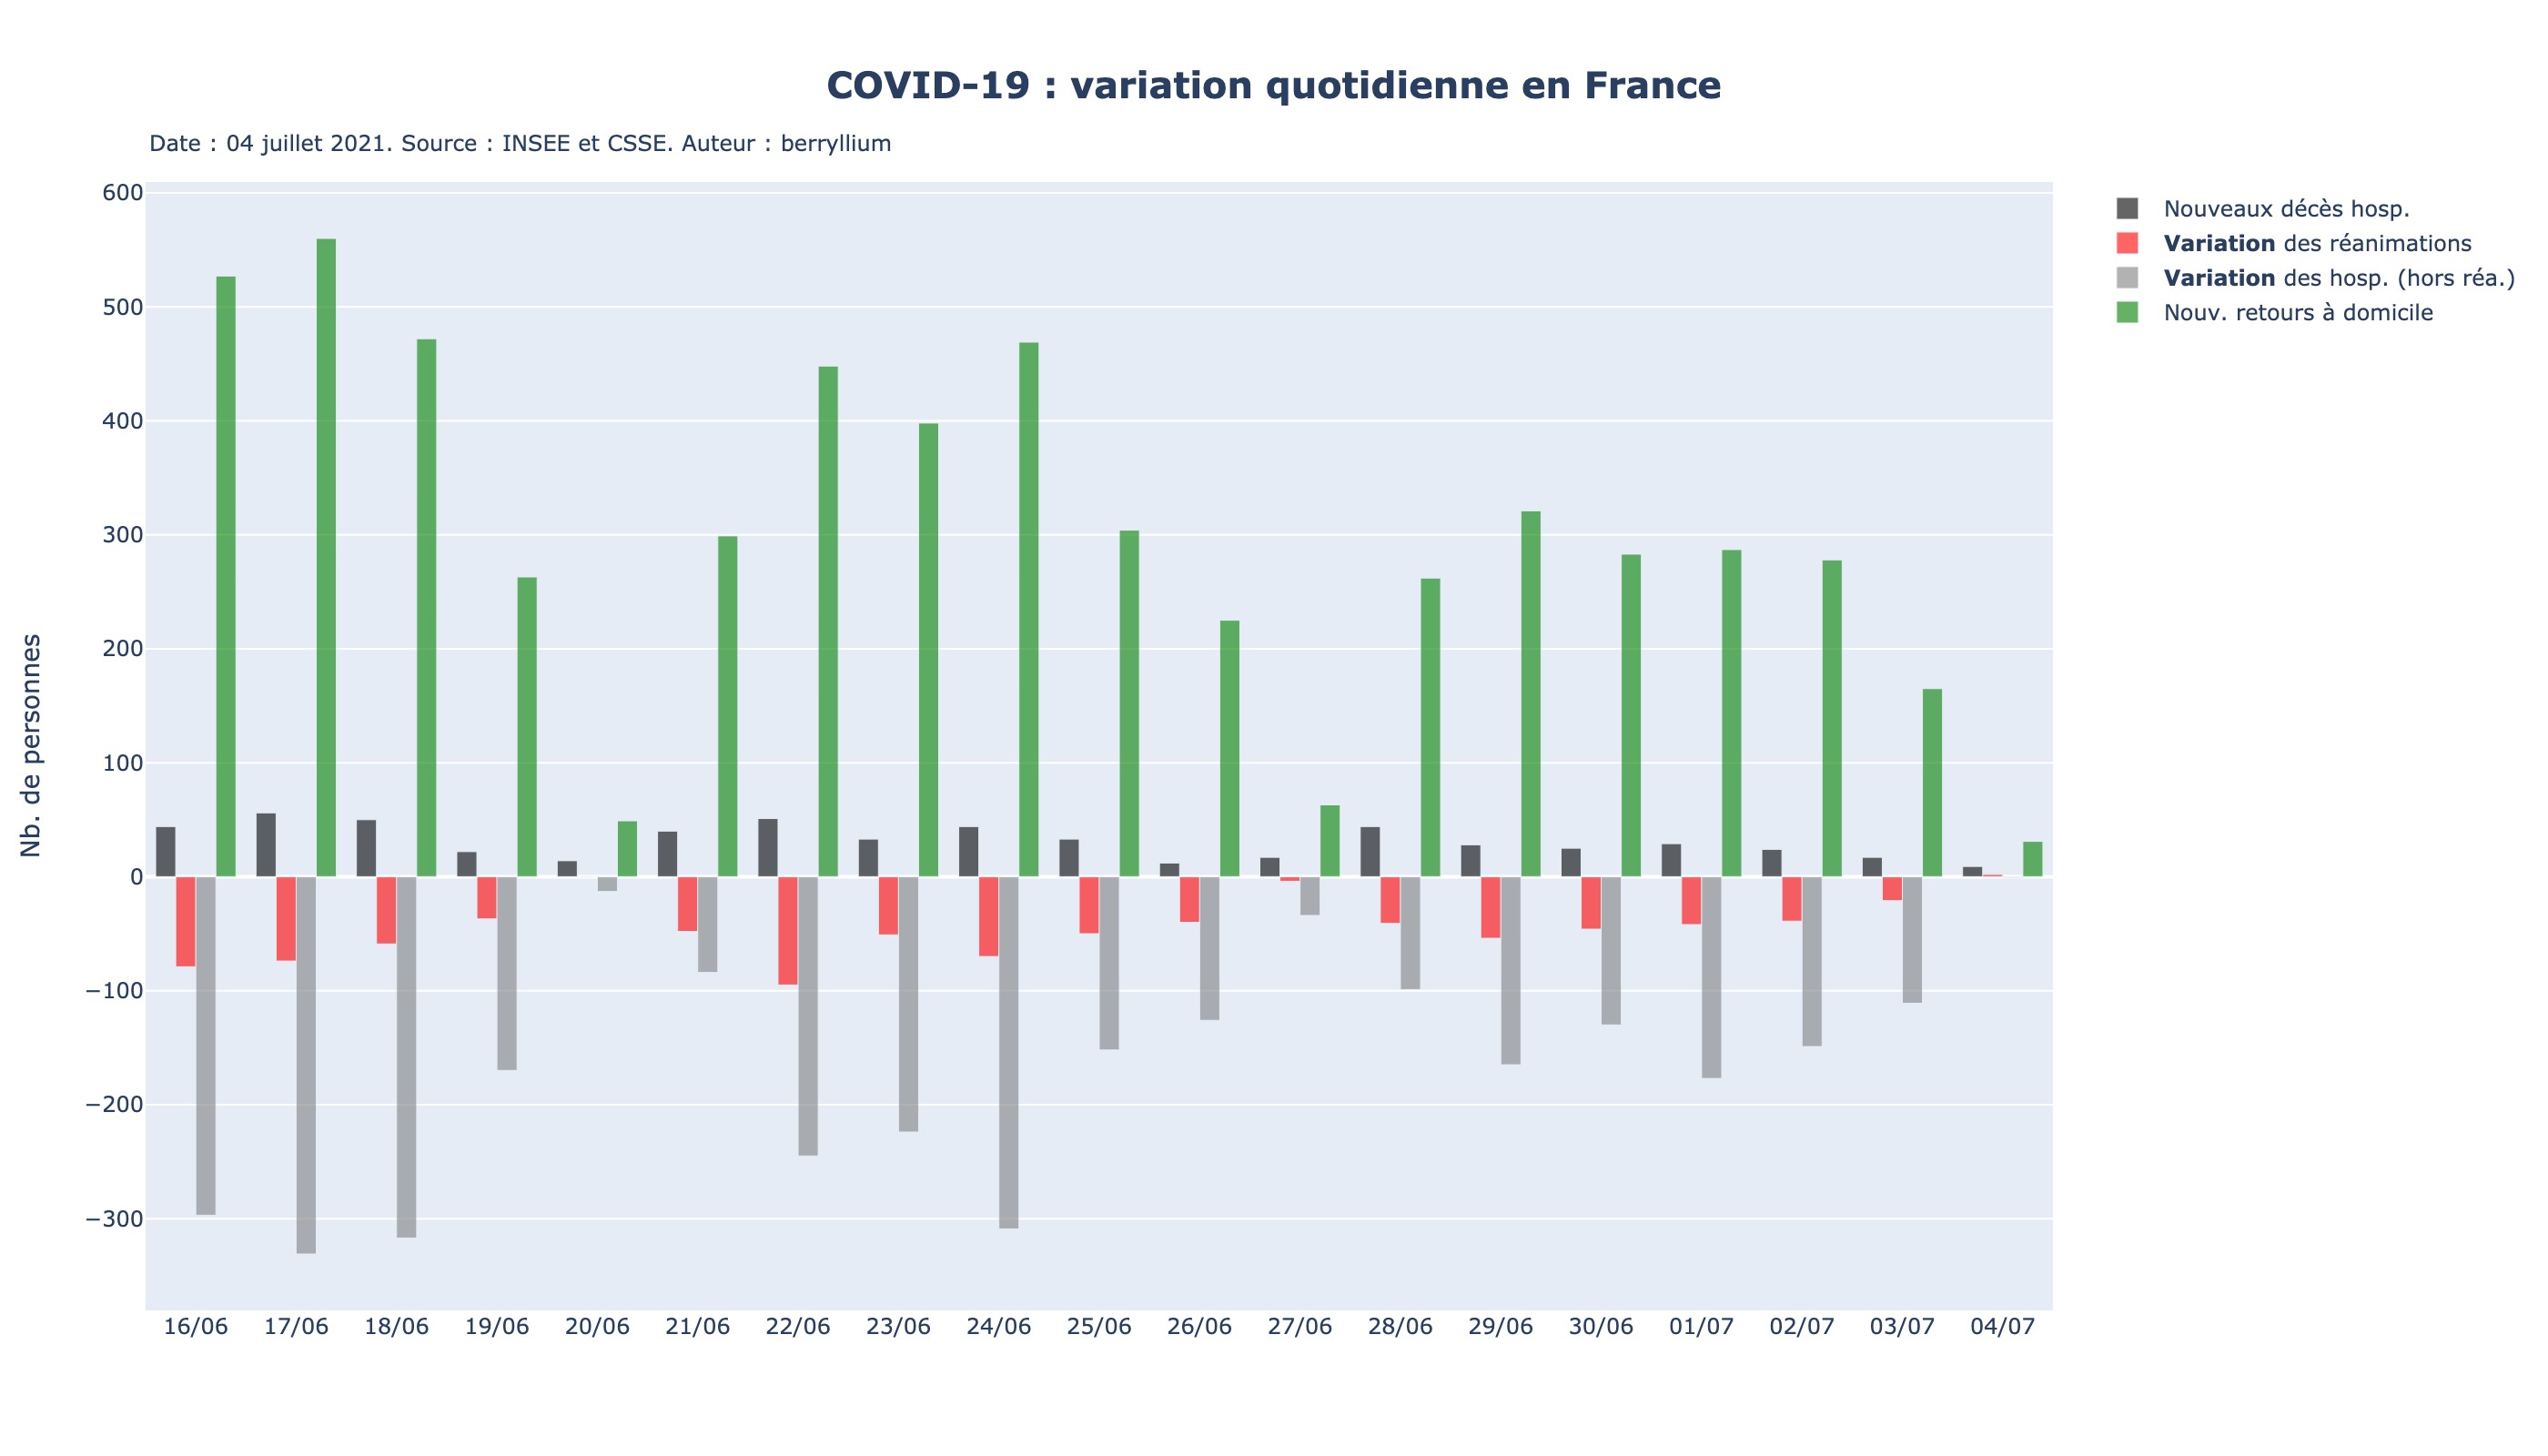 COVID-19 : variation quotidienne en France
Date : 04 juillet 2021. Source : INSEE et CSSE. Auteur : berryllium
Nouveaux décès hosp.
Variation des réanimations
Variation des hosp. (hors réa.)
Nouv. retours à domicile
Nb. de personnes
600
500
400
300
200
100
0
−100
−200
−300
16/06 17/06 18/06 19/06 20/06 21/06 22/06 23/06 24/06 25/06 26/06 27/06 28/06 29/06 30/06 01/07 02/07 03/07 04/07